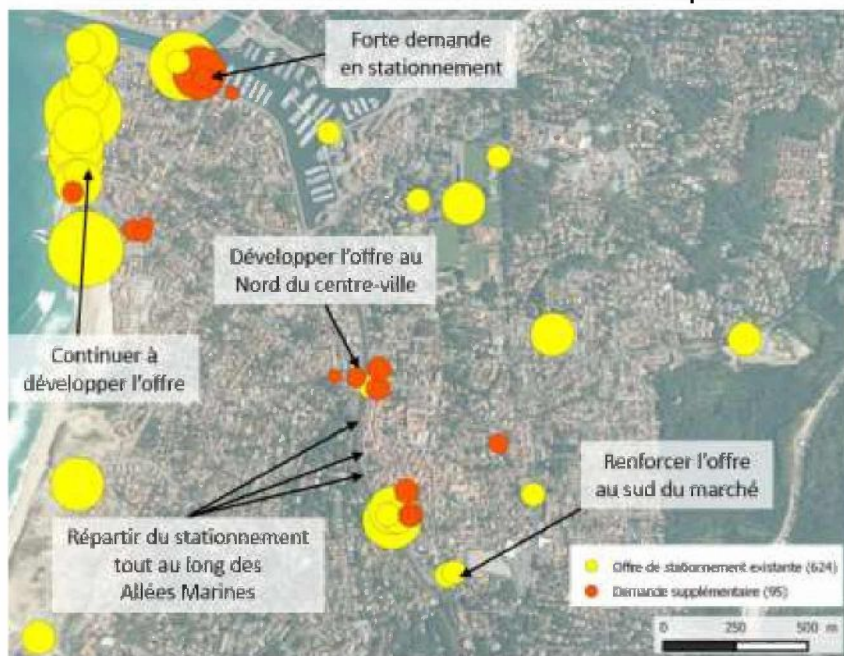 Forte demande
en stationnement
Développer l'offre au
Nord du centre-ville
Continuer à
développer l'offre
Renforcer l'offre
au sud du marché
Répartir du stationnement
tout au long des
Allées Marines
Offre de stationnement existante (624)
Demande supplémentaire (95)
0 250 500 m